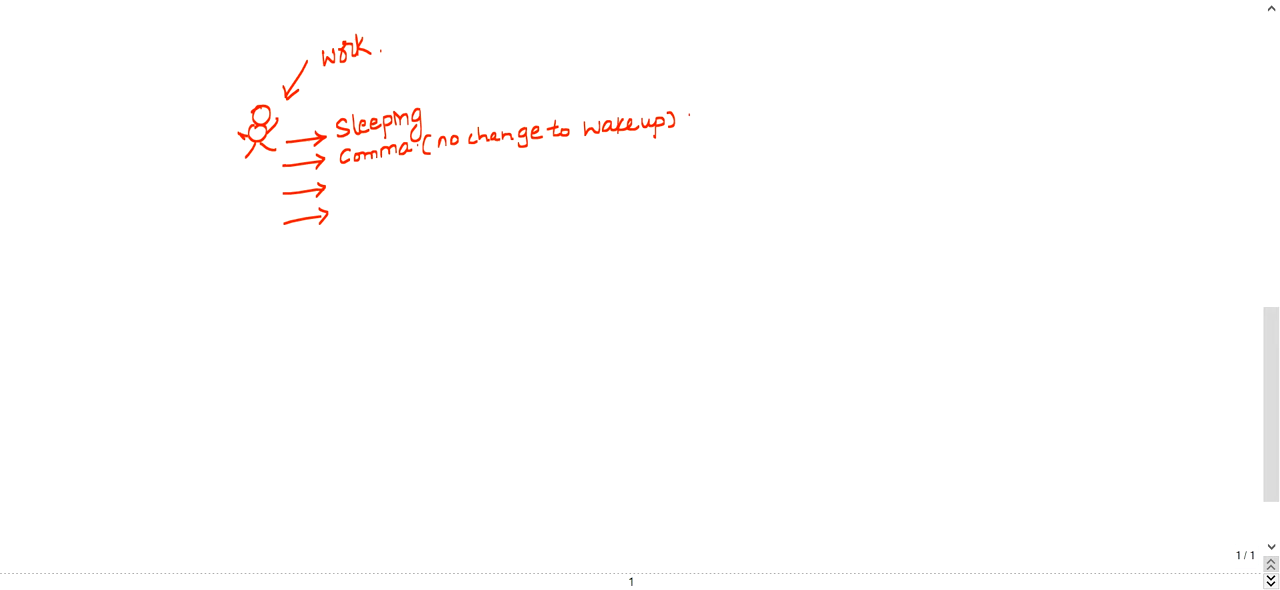 work.
Sleeping
comma.(no change to wakeup).
1/1
1